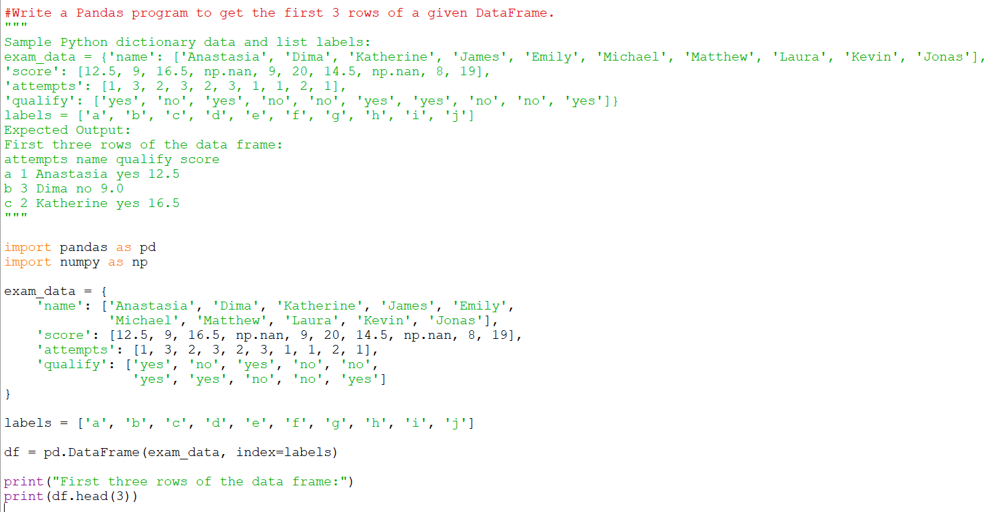 #Write a Pandas program to get the first 3 rows of a given DataFrame.
"""
Sample Python dictionary data and list labels:
exam_data = {'name': ['Anastasia', 'Dima', 'Katherine', 'James', 'Emily', 'Michael', 'Matthew', 'Laura', 'Kevin', 'Jonas'],
'score': [12.5, 9, 16.5, np.nan, 9, 20, 14.5, np.nan, 8, 19],
'attempts': [1, 3, 2, 3, 2, 3, 1, 1, 2, 1],
'qualify': ['yes', 'no', 'yes', 'no', 'no', 'yes', 'yes', 'no', 'no', 'yes']}
labels = ['a', 'b', 'c', 'd', 'e', 'f', 'g', 'h', 'i', 'j']
Expected Output:
First three rows of the data frame:
attempts name qualify score
a 1 Anastasia yes 12.5
b 3 Dima no 9.0
c 2 Katherine yes 16.5
"""

import pandas as pd
import numpy as np

exam_data = {
    'name': ['Anastasia', 'Dima', 'Katherine', 'James', 'Emily',
             'Michael', 'Matthew', 'Laura', 'Kevin', 'Jonas'],
    'score': [12.5, 9, 16.5, np.nan, 9, 20, 14.5, np.nan, 8, 19],
    'attempts': [1, 3, 2, 3, 2, 3, 1, 1, 2, 1],
    'qualify': ['yes', 'no', 'yes', 'no', 'no',
                'yes', 'yes', 'no', 'no', 'yes']
}

labels = ['a', 'b', 'c', 'd', 'e', 'f', 'g', 'h', 'i', 'j']

df = pd.DataFrame(exam_data, index=labels)

print("First three rows of the data frame:")
print(df.head(3))